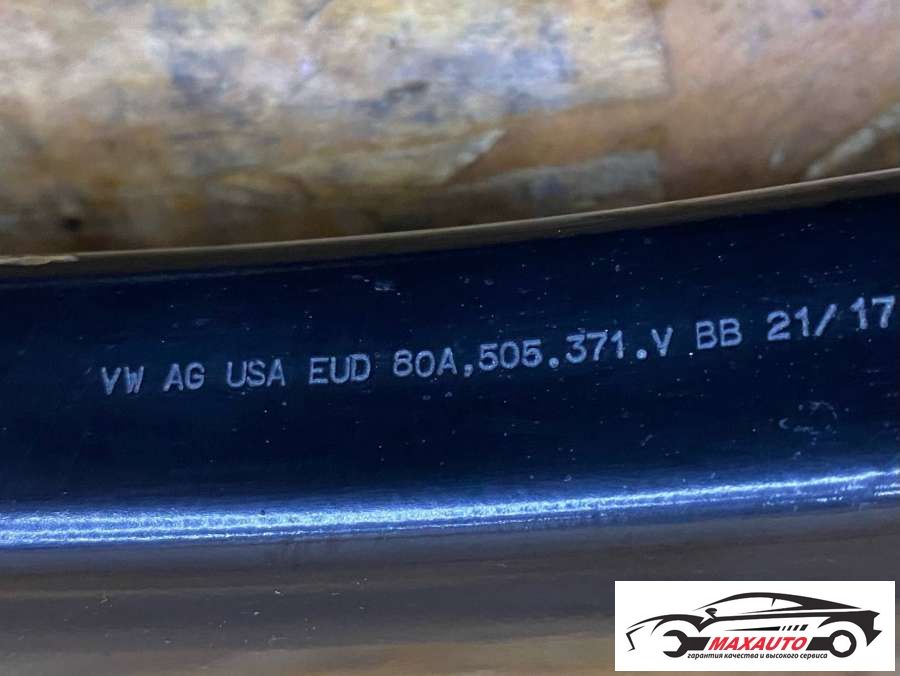 VW AG USA EUD 80A,505.371.V BB 21/17
MAXAUTO
гарантия качества и высокого сервиса